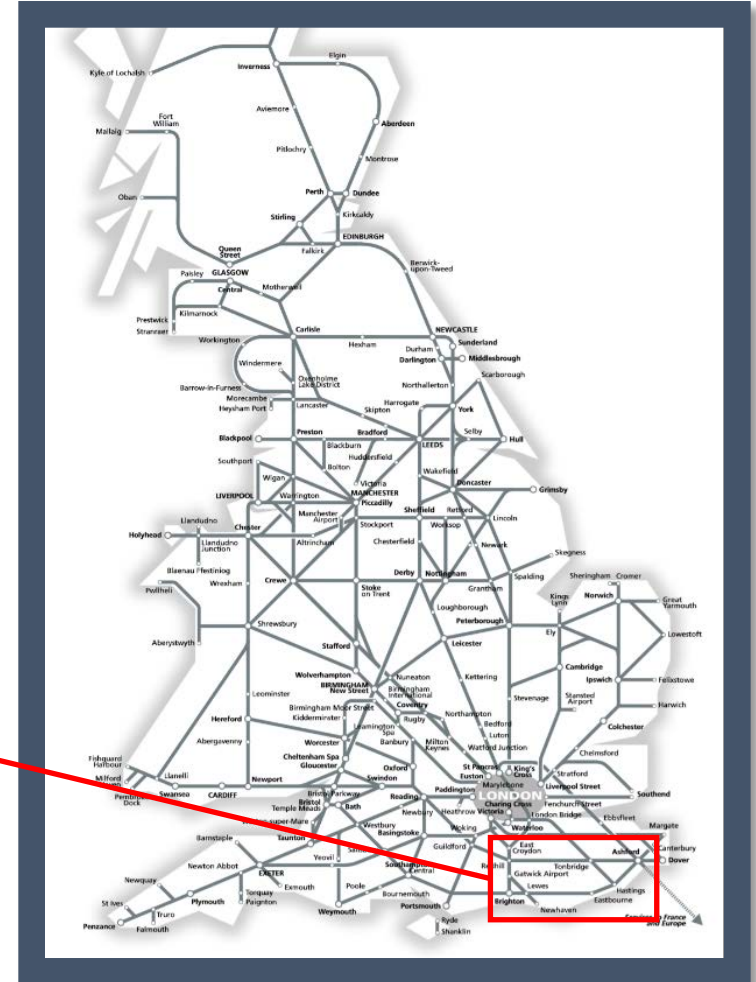 Elgin
Inverness
Kyle of Lochalsh
Aviemore
Fort
William
Aberdeen
Mallaig
Pitlochry
Montrose
Perth
Dundee
Oban
Stirling
Kirkcaldy
EDINBURGH
Queen
Street
Falkirk
Berwick-
upon-Tweed
Paisley
GLASGOW
Central
Motherwell
Prestwick
Kilmarnock
Stranraer
Carlisle
NEWCASTLE
Workington
Hexham
Sunderland
Durham
Darlington
Middlesbrough
Windermere
Scarborough
Oxenholme
Lake District
Northallerton
Barrow-in-Furness
Morecambe
Heysham Port
Lancaster
Harrogate
Skipton
York
Blackpool
Preston
Bradford
Selby
Hull
Blackburn
LEEDS
Southport
Huddersfield
Bolton
Wakefield
Wigan
Victoria
Doncaster
Grimsby
LIVERPOOL
Warrington
MANCHESTER
Piccadilly
Manchester
Airport
Sheffield
Retford
Lincoln
Llandudno
Stockport
Worksop
Holyhead
Chester
Llandudno
Junction
Altrincham
Chesterfield
Newark
Skegness
Blaenau Ffestiniog
Derby
Nottingham
Spalding
Sheringham
Cromer
Pwllheli
Wrexham
Crewe
Stoke
on Trent
Grantham
Kings
Lynn
Norwich
Great
Yarmouth
Loughborough
Shrewsbury
Peterborough
Ely
Lowestoft
Aberystwyth
Stafford
Leicester
Wolverhampton
BIRMINGHAM
New Street
Nuneaton
Kettering
Cambridge
Leominster
Birmingham
International
Ipswich
Felixstowe
Birmingham Moor Street
Coventry
Stevenage
Stansted
Airport
Harwich
Hereford
Kidderminster
Rugby
Northampton
Leamington
Spa
Bedford
Colchester
Abergavenny
Worcester
Banbury
Milton
Keynes
Luton
Cheltenham Spa
Watford Junction
Chelmsford
Fishguard
Harbour
Gloucester
Oxford
St Pancras
King's
Cross
Euston
Stratford
Milford
Llanelli
Newport
Swindon
Marylebone
Liverpool Street
Dock
Swansea
CARDIFF
Bristol Parkway
Paddington
LONDON
Southend
Bristol
Temple Meads
Bath
Reading
Charing Cross
Fenchurch Street
Newbury
Heathrow
Victoria
London Bridge
Ebbsfleet
Westbury
Basingstoke
Woking
Waterloo
Margate
Barnstaple
Taunton
Guildford
East
Croydon
Canterbury
Yeovil
Ashford
Dover
Newton Abbot
EXETER
Southampton
Central
Tonbridge
Newquay
Exmouth
Gatwick Airport
Torquay
Paignton
Poole
Bournemouth
Lewes
Hastings
St Ives
Plymouth
Weymouth
Portsmouth
Brighton
Eastbourne
Truro
Newhaven
Penzance
Falmouth
Ryde
Shanklin
Services to France
and Europe